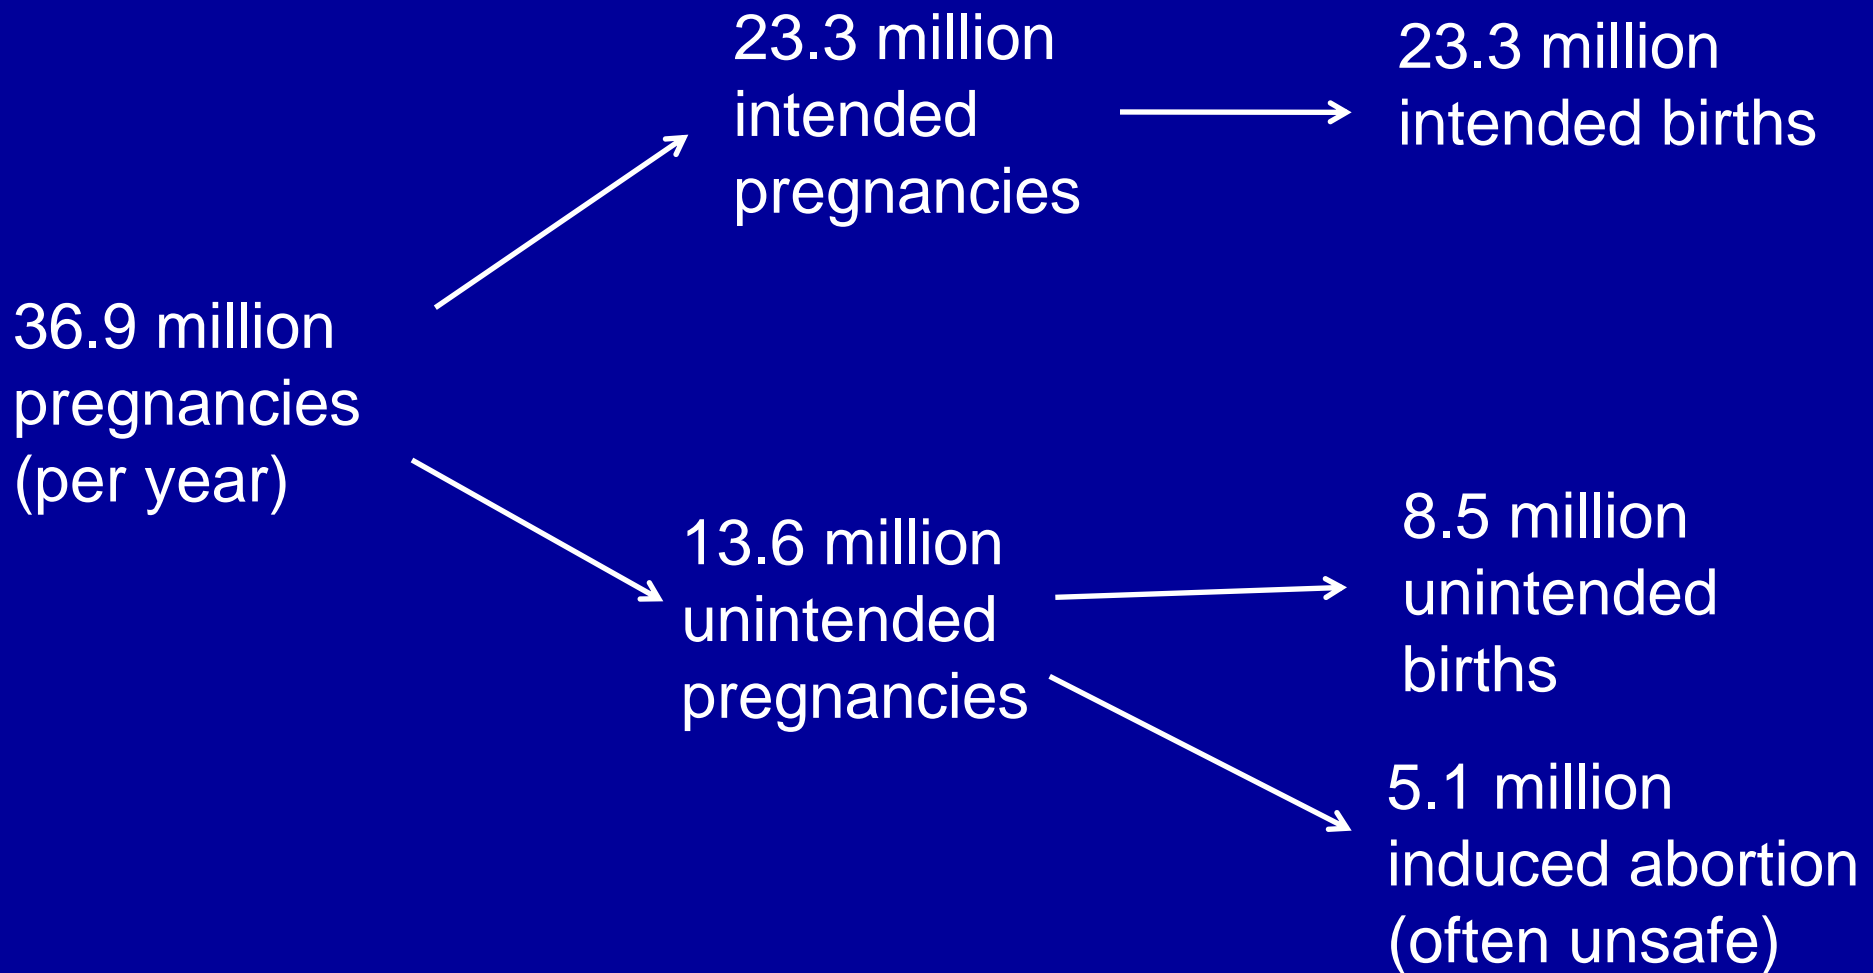 36.9 million
pregnancies
(per year)
23.3 million
intended
pregnancies
23.3 million
intended births
13.6 million
unintended
pregnancies
8.5 million
unintended
births
5.1 million
induced abortion
(often unsafe)